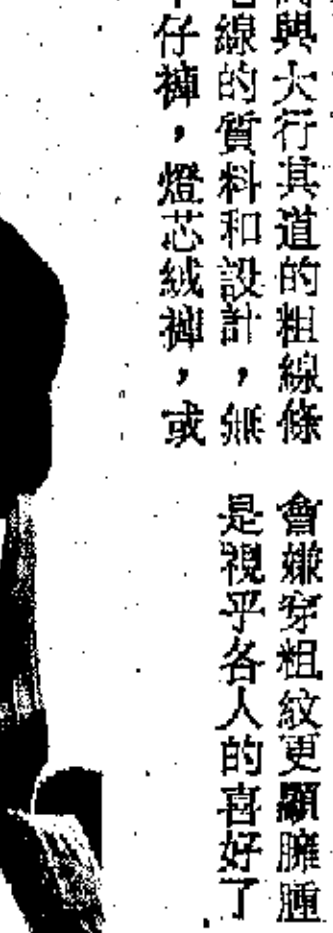 興大行其道的粗線條
線的質料和設計，無
仔褲，燈芯絨褲，或
會嫌穿粗紋更顯臃腫
是視乎各人的喜好了